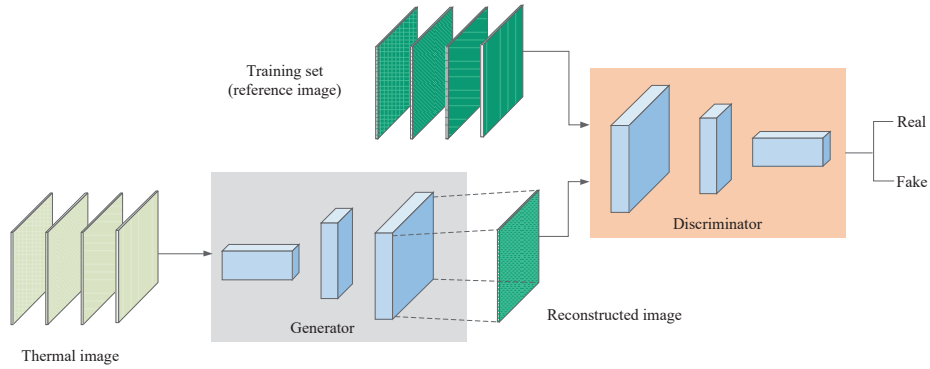 Training set
(reference image)
Real
Fake
Discriminator
Generator
Reconstructed image
Thermal image